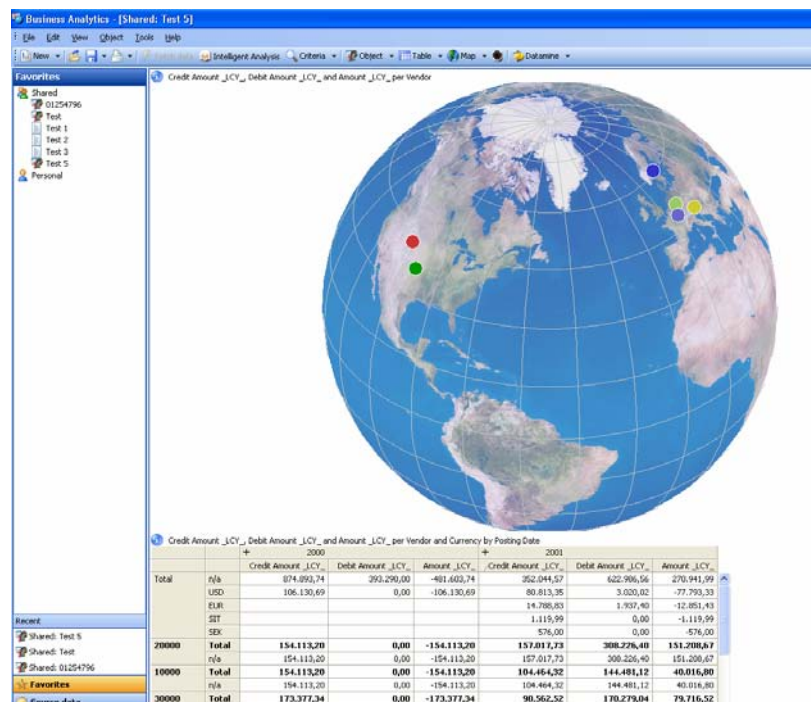 Business Analytics - [Shared: Test 5]
File Edit View Object Tools Help
New Intelligent Analysis Criteria Object Table Map Datamine
Favorites
Shared
01254796
Test
Test 1
Test 2
Test 3
Test 5
Personal
Credit Amount _LCY_, Debit Amount _LCY_ and Amount _LCY_ per Vendor
Credit Amount _LCY_, Debit Amount _LCY_ and Amount _LCY_ per Vendor and Currency by Posting Date
+ 2000 + 2001
Credit Amount _LCY_ Debit Amount _LCY_ Amount _LCY_ Credit Amount _LCY_ Debit Amount _LCY_ Amount _LCY_
Total n/a 874.893,74 393.290,00 -481.603,74 352.044,57 622.986,56 270.941,99
USD 106.130,69 0,00 -106.130,69 80.813,35 3.020,02 -77.793,33
EUR 14.788,83 1.937,40 -12.851,43
SIT 1.119,99 0,00 -1.119,99
SEK 576,00 0,00 -576,00
20000 Total 154.113,20 0,00 -154.113,20 157.017,73 308.226,40 151.208,67
n/a 154.113,20 0,00 -154.113,20 157.017,73 308.226,40 151.208,67
10000 Total 154.113,20 0,00 -154.113,20 104.464,32 144.481,12 40.016,80
n/a 154.113,20 0,00 -154.113,20 104.464,32 144.481,12 40.016,80
30000 Total 173.377,34 0,00 -173.377,34 90.562,52 170.279,04 79.716,52
Recent
Shared: Test 5
Shared: Test
Shared: 01254796
Favorites